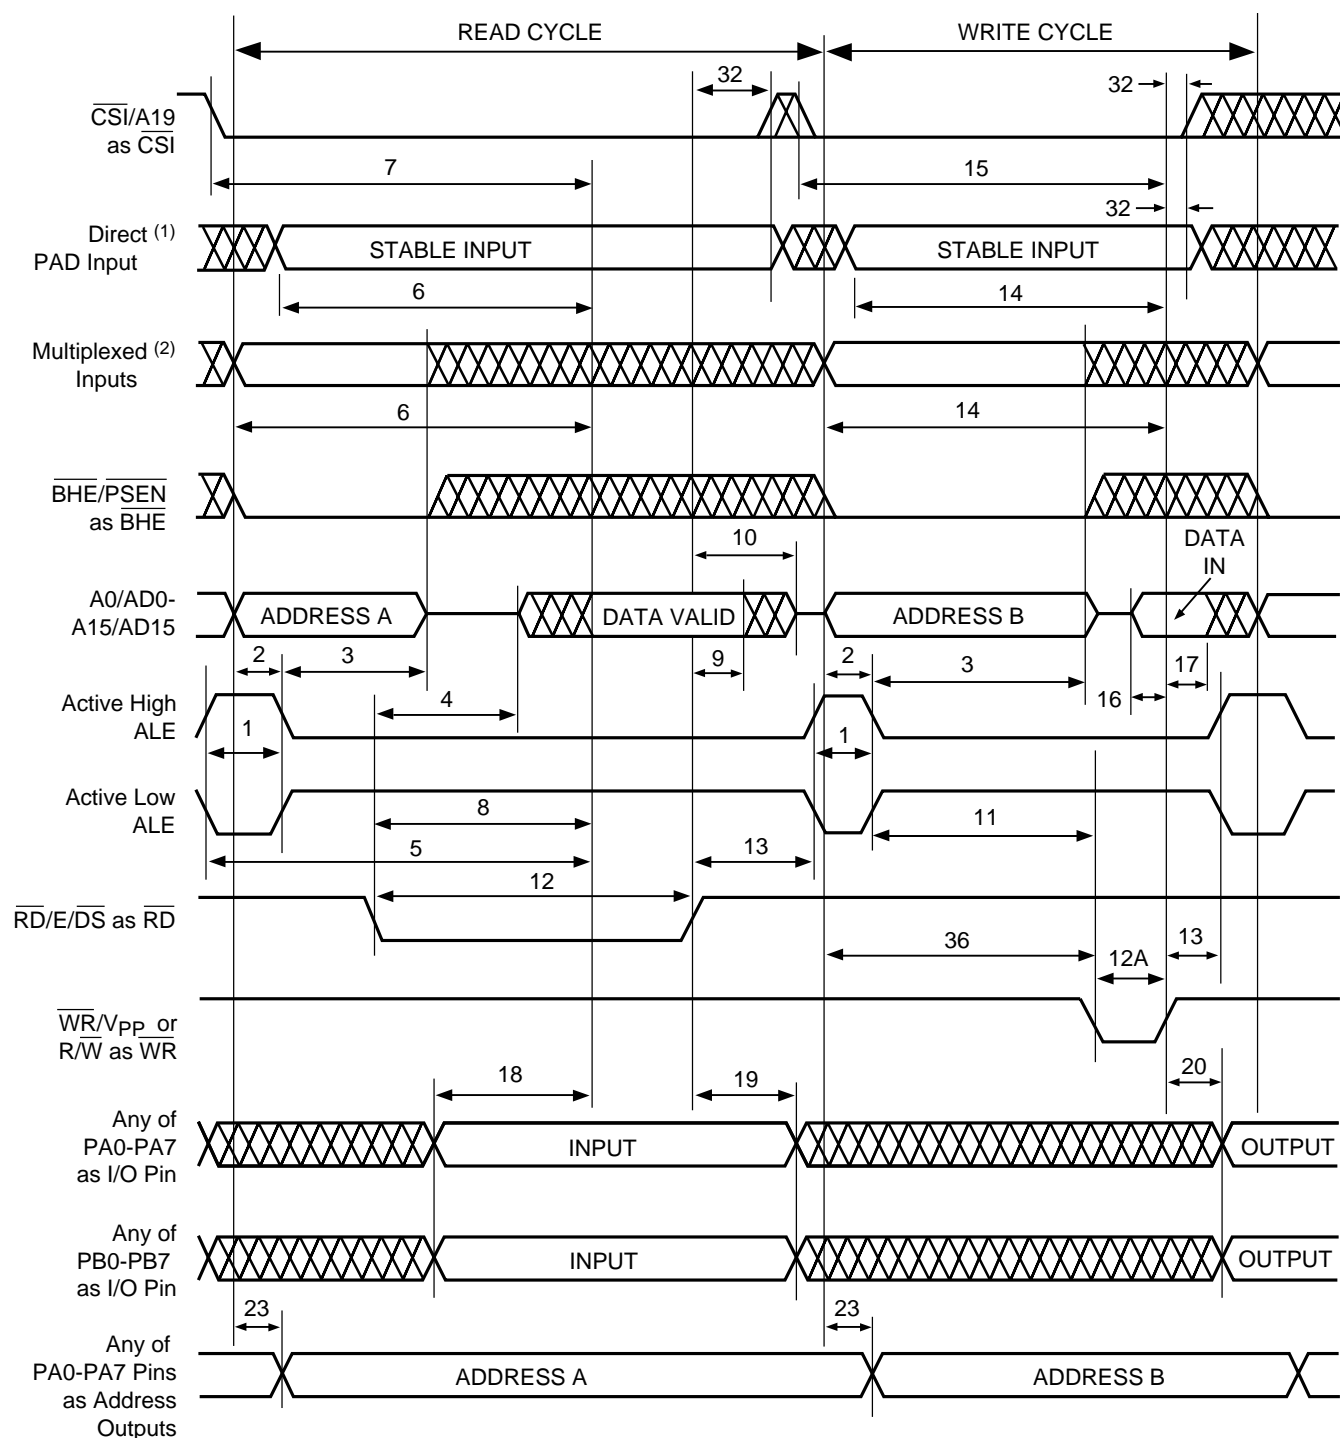 READ CYCLE
WRITE CYCLE
32
32
CSI/A19
as CSI
7
15
32
Direct (1)
PAD Input
STABLE INPUT
STABLE INPUT
6
14
Multiplexed (2)
Inputs
6
14
BHE/PSEN
as BHE
10
DATA
IN
A0/AD0-
A15/AD15
ADDRESS A
DATA VALID
ADDRESS B
2
3
9
2
3
17
4
16
Active High
ALE
1
1
Active Low
ALE
8
11
5
13
12
RD/E/DS as RD
36
12A
13
WR/VPP or
R/W as WR
18
19
20
Any of
PA0-PA7
as I/O Pin
INPUT
OUTPUT
Any of
PB0-PB7
as I/O Pin
INPUT
OUTPUT
23
23
Any of
PA0-PA7 Pins
as Address
Outputs
ADDRESS A
ADDRESS B